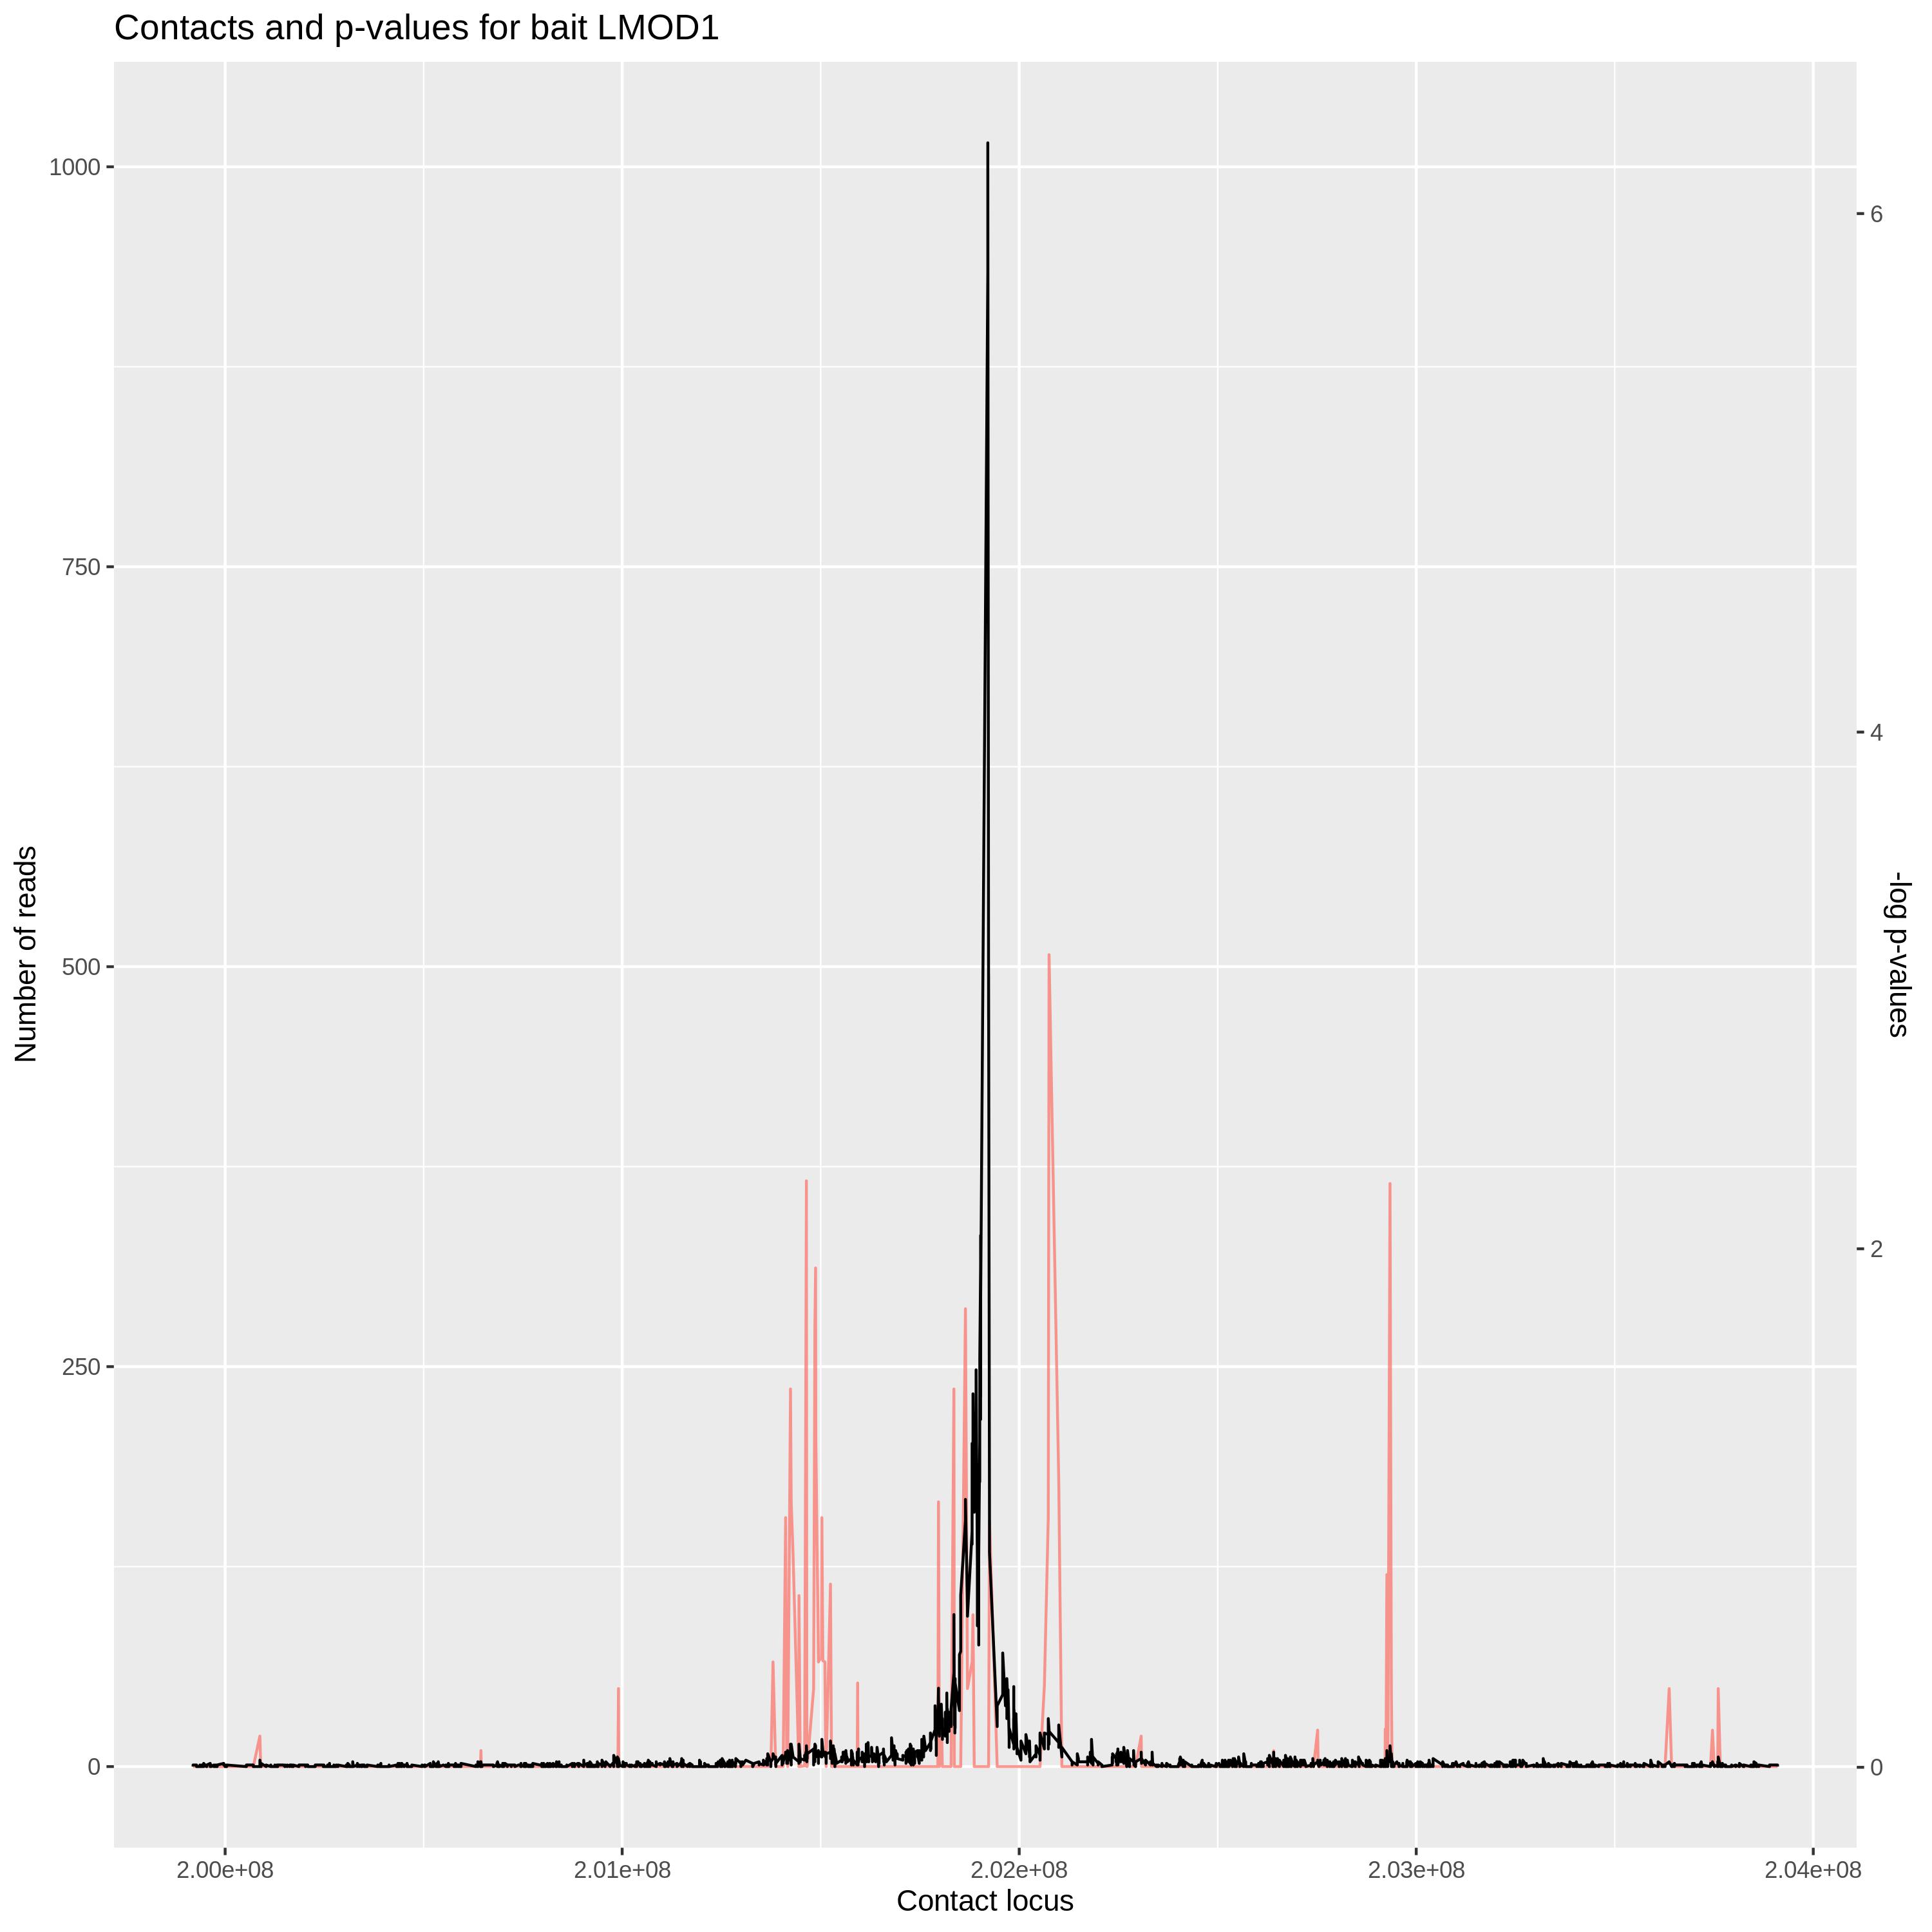 Contacts and p-values for bait LMOD1
1000
750
500
250
0
Number of reads
6
4
2
0
-log p-values
2.00e+08
2.01e+08
2.02e+08
2.03e+08
2.04e+08
Contact locus